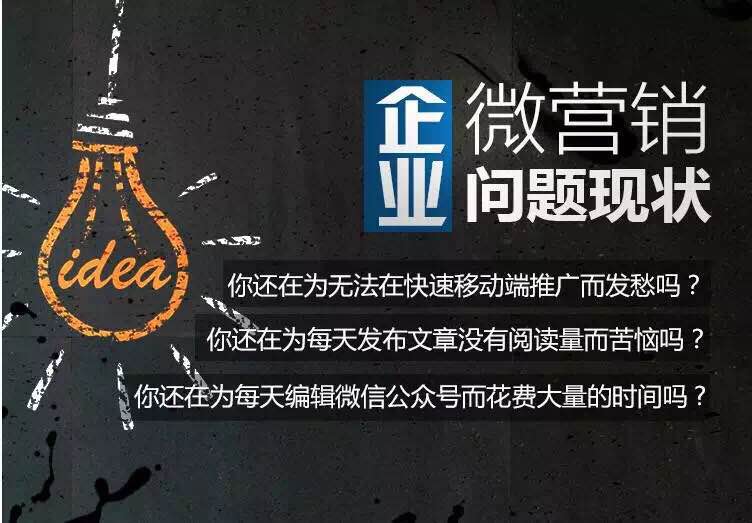 idea
企业
微营销
问题现状
你还在为无法在快速移动端推广而发愁吗？
你还在为每天发布文章没有阅读量而苦恼吗？
你还在为每天编辑微信公众号而花费大量的时间吗？